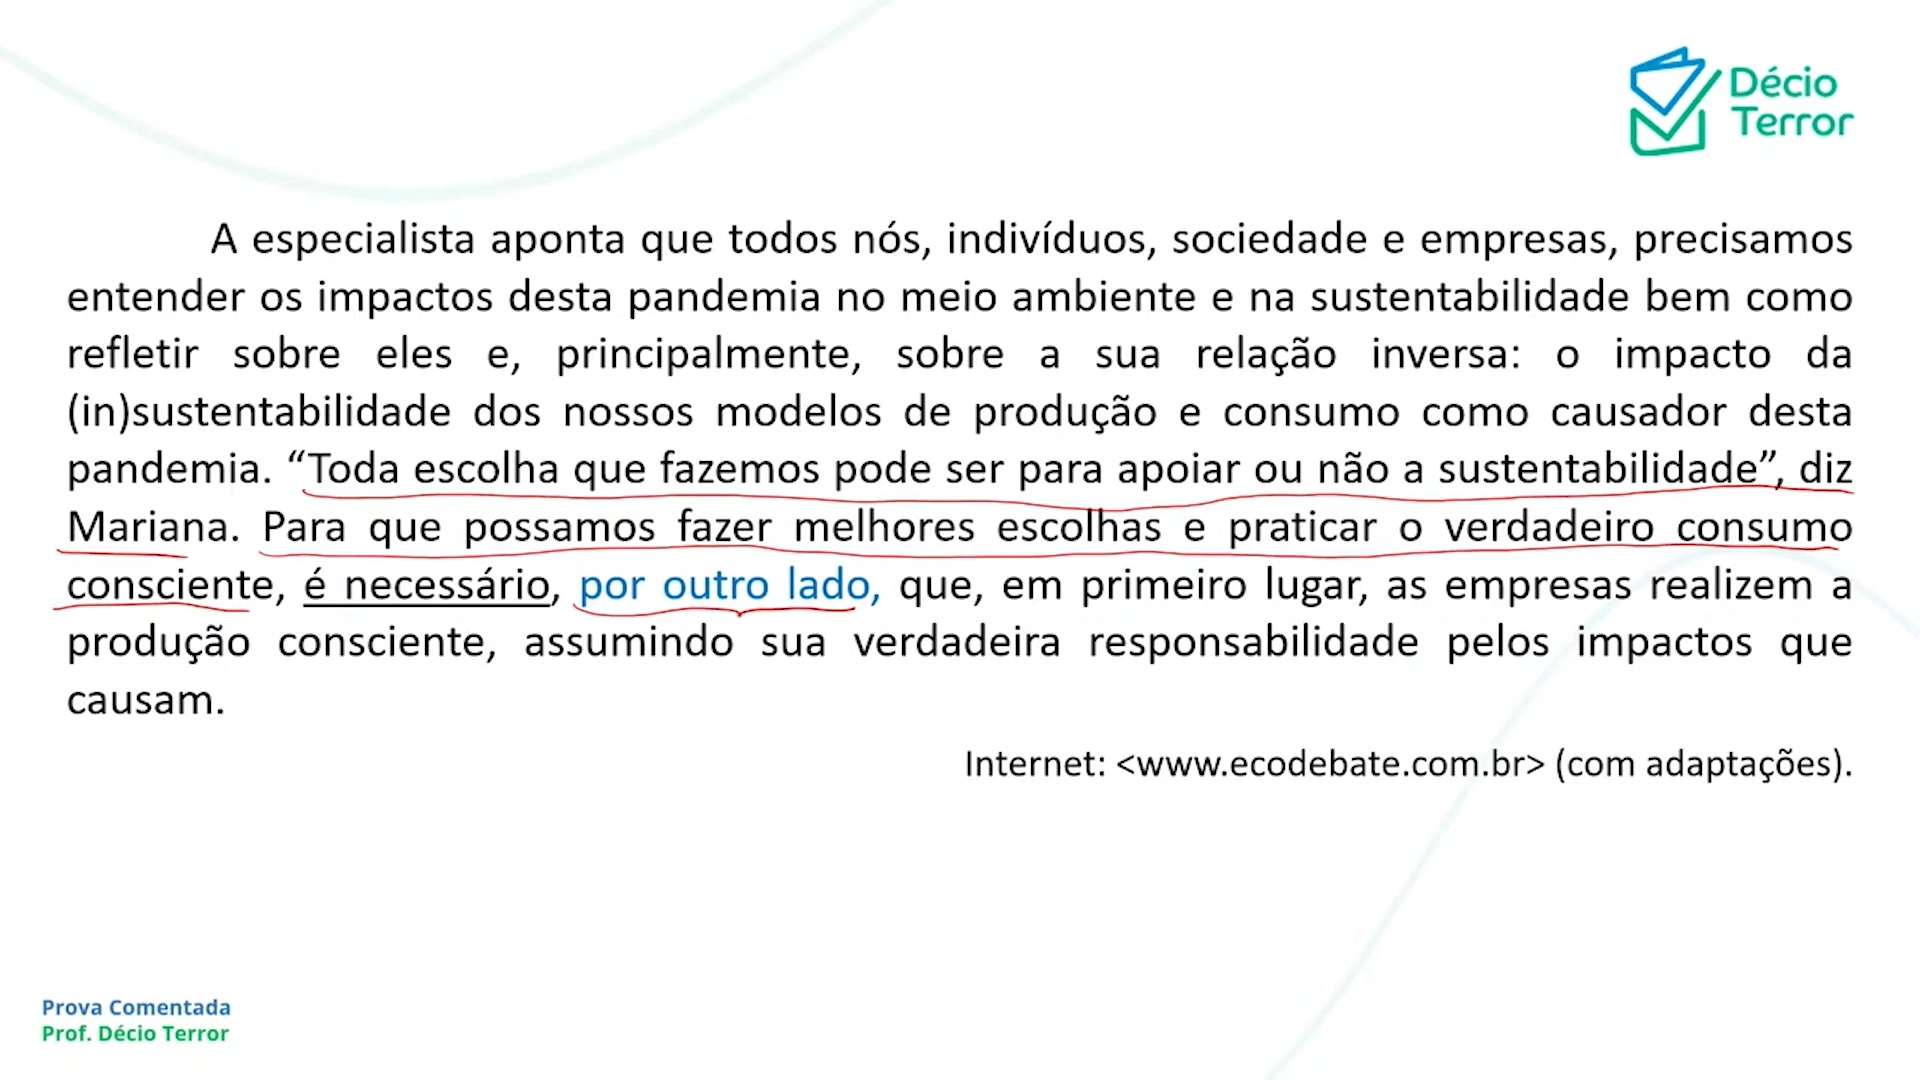 Décio
Terror
A especialista aponta que todos nós, indivíduos, sociedade e empresas, precisamos
entender os impactos desta pandemia no meio ambiente e na sustentabilidade bem como
refletir sobre eles e, principalmente, sobre a sua relação inversa: o impacto da
(in)sustentabilidade dos nossos modelos de produção e consumo como causador desta
pandemia. “Toda escolha que fazemos pode ser para apoiar ou não a sustentabilidade”, diz
Mariana. Para que possamos fazer melhores escolhas e praticar o verdadeiro consumo
consciente, é necessário, por outro lado, que, em primeiro lugar, as empresas realizem a
produção consciente, assumindo sua verdadeira responsabilidade pelos impactos que
causam.
Internet: <www.ecodebate.com.br> (com adaptações).
Prova Comentada
Prof. Décio Terror